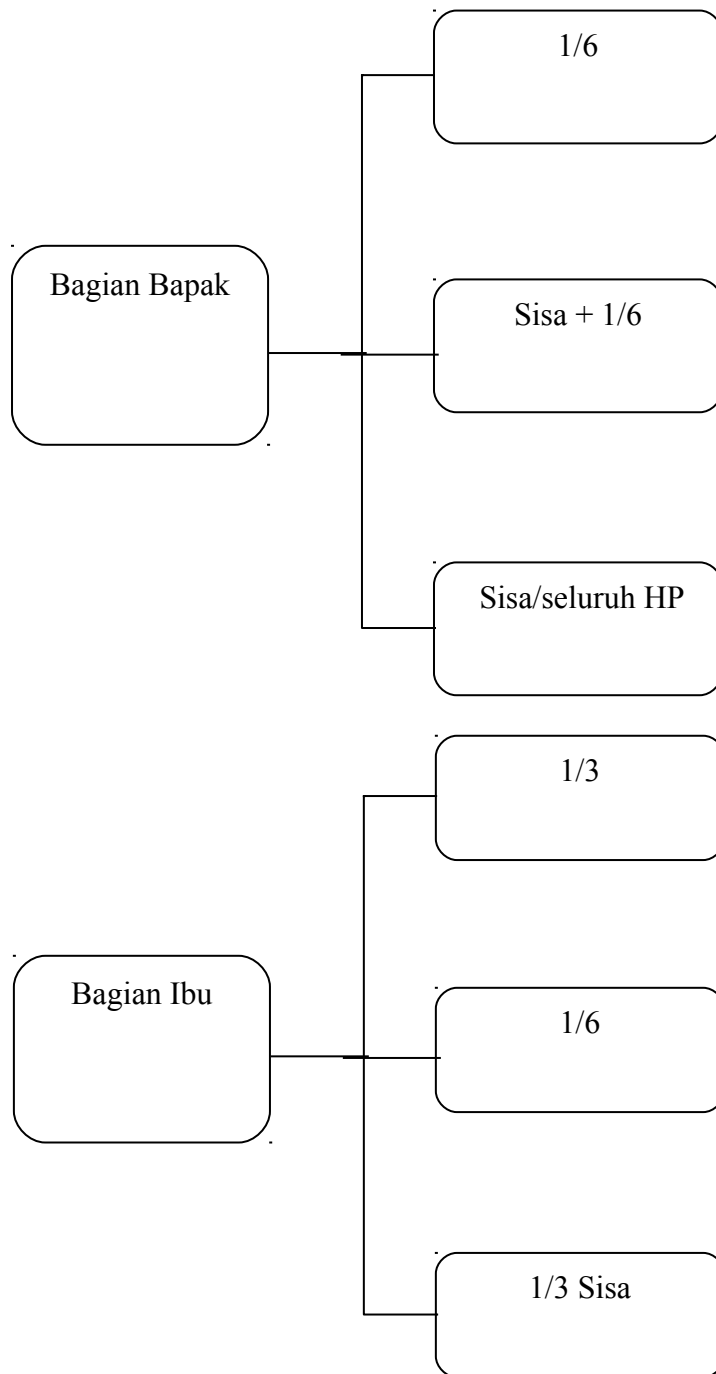 1/6
Bagian Bapak
Sisa + 1/6
Sisa/seluruh HP
1/3
Bagian Ibu
1/6
1/3 Sisa